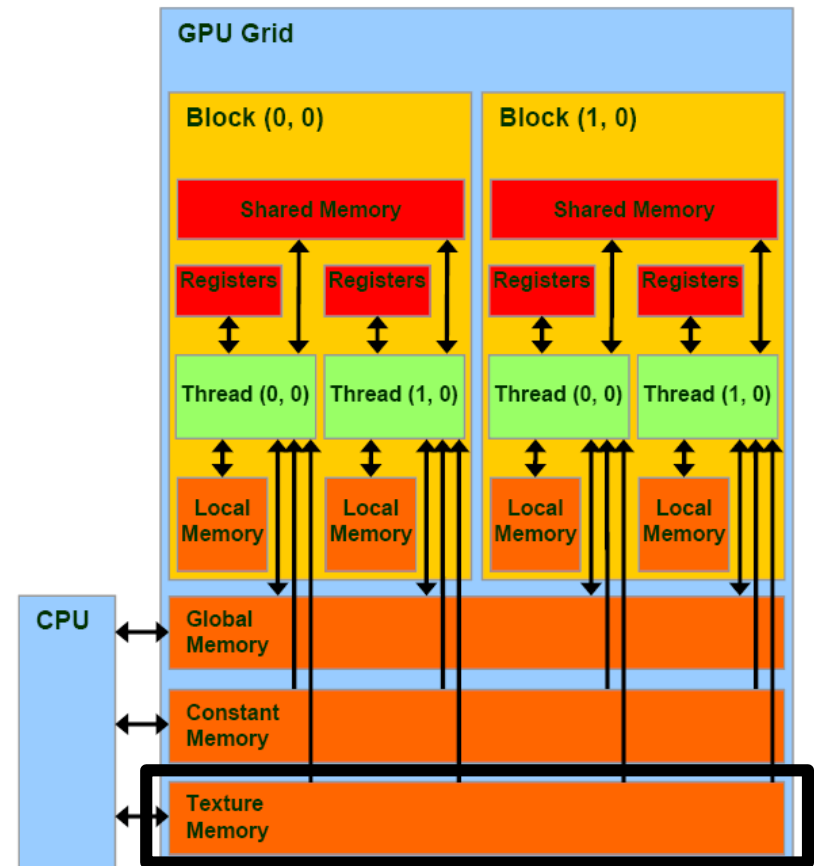 GPU Grid
Block (0, 0)
Block (1, 0)
Shared Memory
Shared Memory
Registers
Registers
Registers
Registers
Thread (0, 0)
Thread (1, 0)
Thread (0, 0)
Thread (1, 0)
Local
Memory
Local
Memory
Local
Memory
Local
Memory
CPU
Global
Memory
Constant
Memory
Texture
Memory